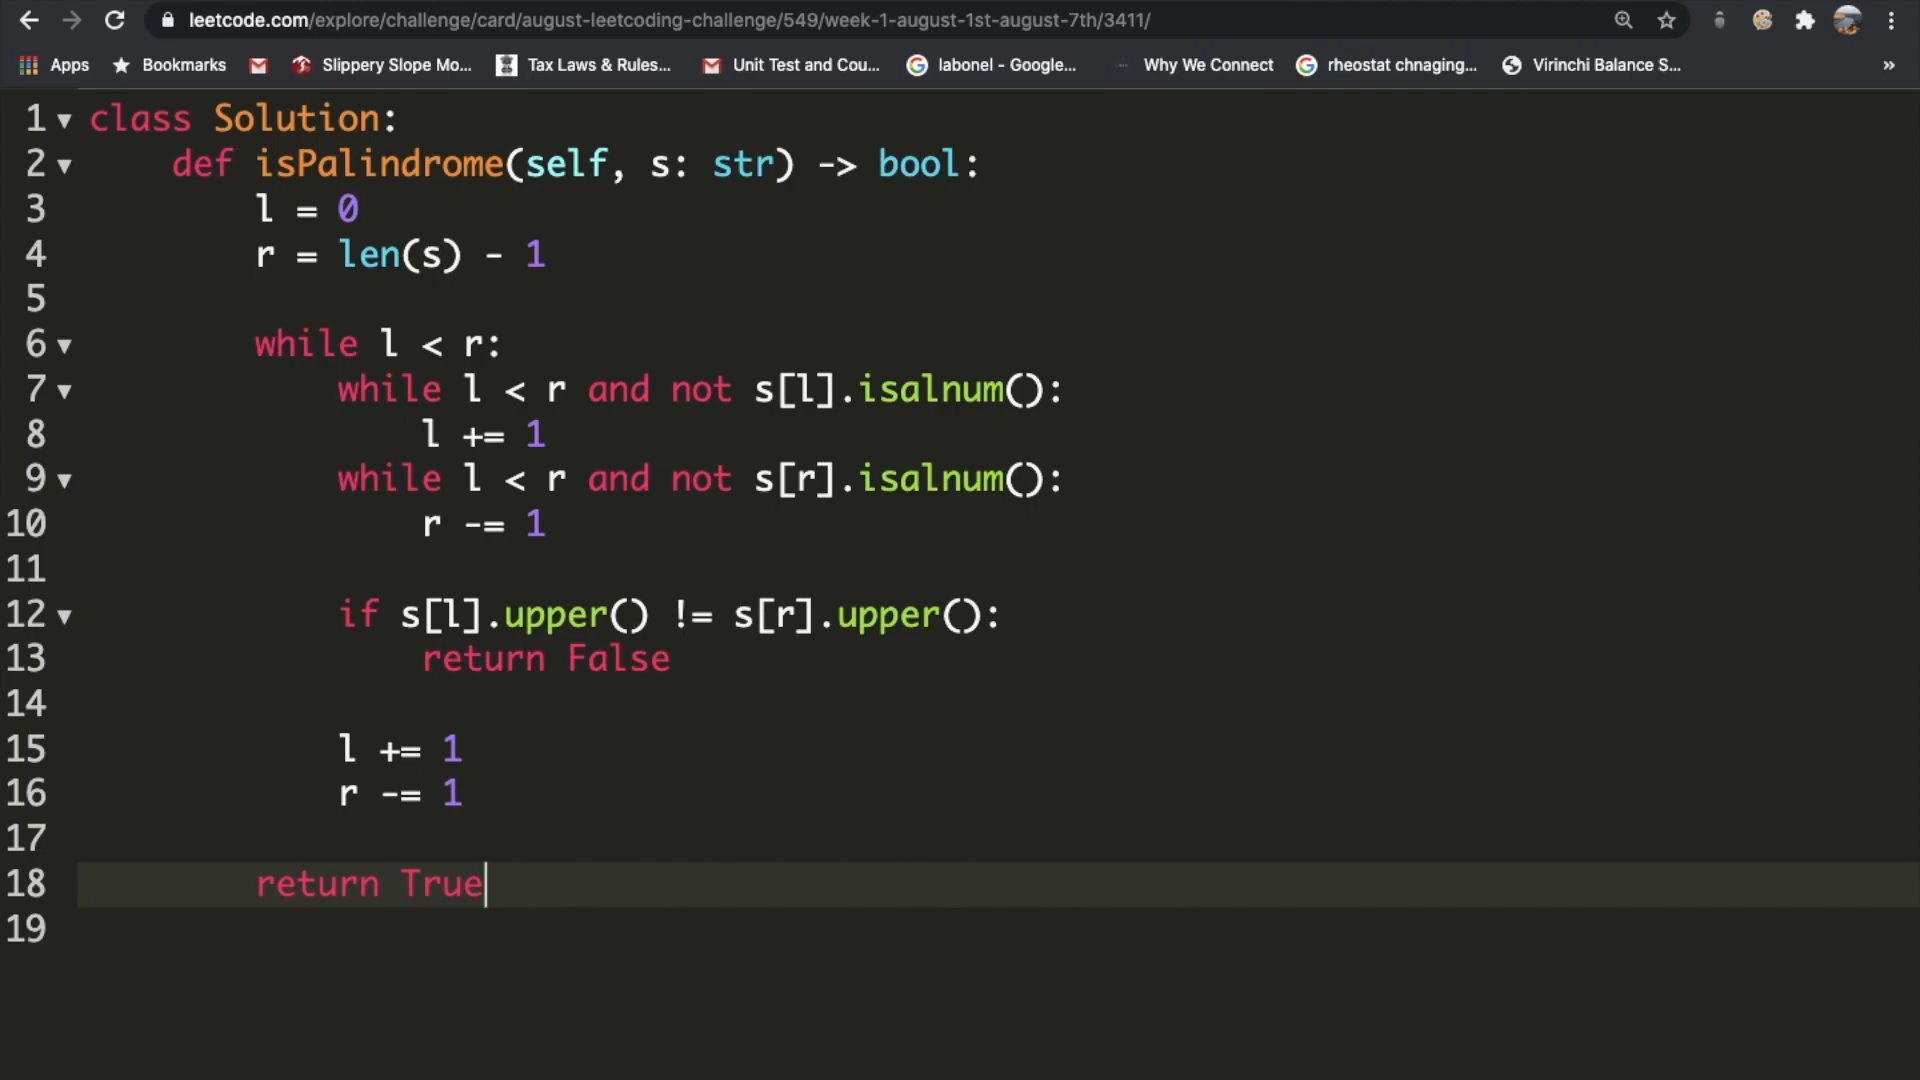 leetcode.com/explore/challenge/card/august-leetcoding-challenge/549/week-1-august-1st-august-7th/3411/
Apps Bookmarks Slippery Slope Mo... Tax Laws & Rules... Unit Test and Cou... labonel - Google... Why We Connect rheostat chnaging... Virinchi Balance S... »
1 class Solution:
2     def isPalindrome(self, s: str) -> bool:
3         l = 0
4         r = len(s) - 1
5
6         while l < r:
7             while l < r and not s[l].isalnum():
8                 l += 1
9             while l < r and not s[r].isalnum():
10                 r -= 1
11
12             if s[l].upper() != s[r].upper():
13                 return False
14
15             l += 1
16             r -= 1
17
18         return True
19